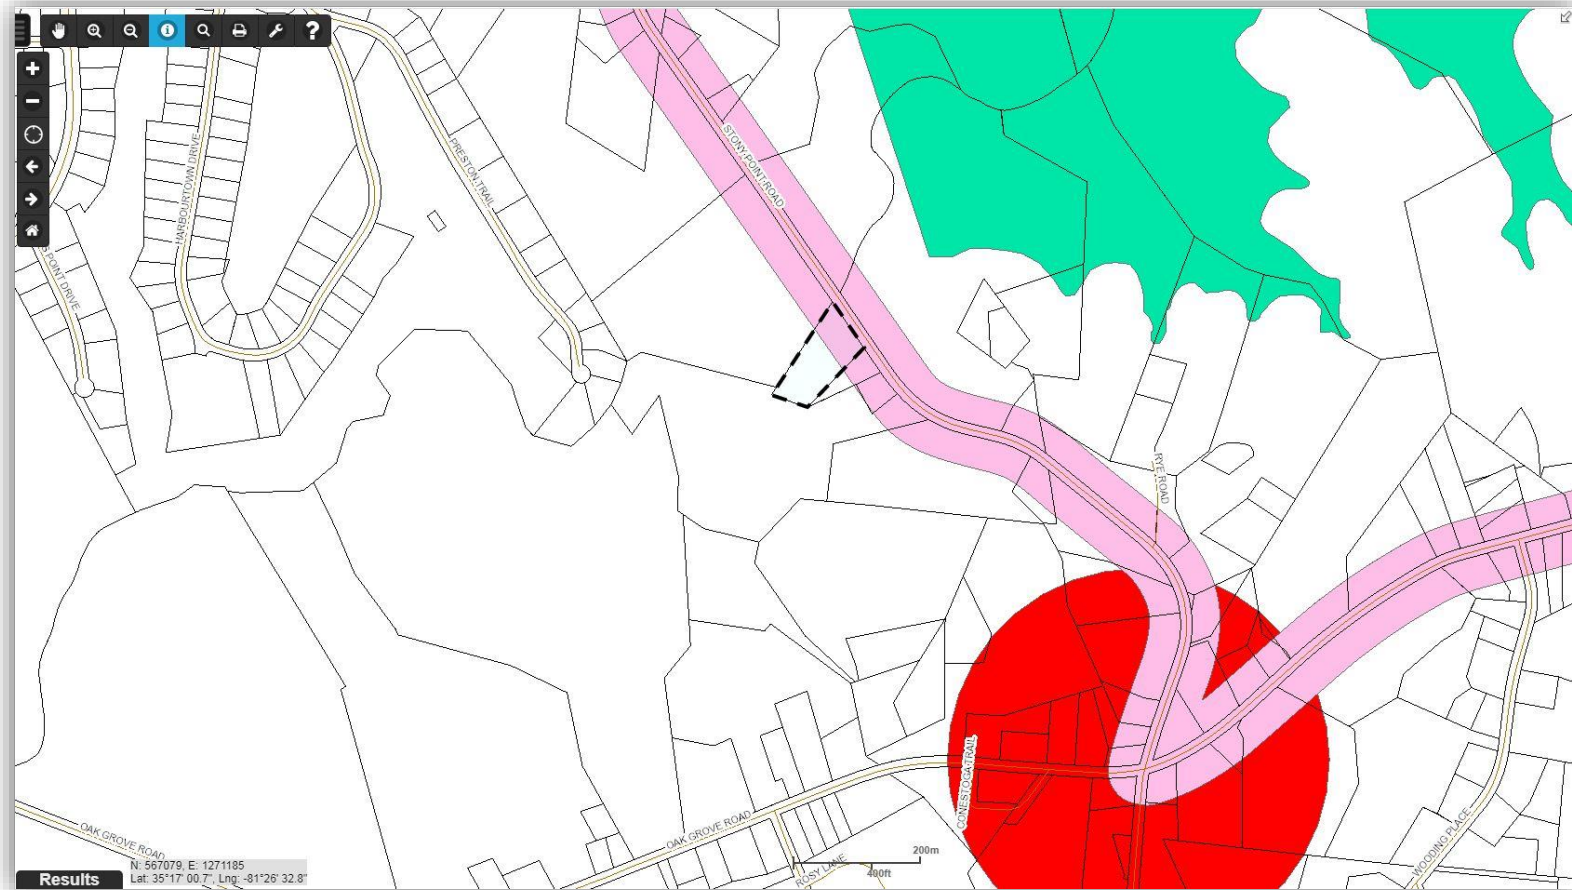 i
?
HARBOURTOWN DRIVE
PRESTON TRAIL
STONY POINT ROAD
S POINT DRIVE
RYE ROAD
CONESTOGA TRAIL
OAK GROVE ROAD
OAK GROVE ROAD
ROSY LANE
WOODING PLACE
200m
400ft
N: 567079, E: 1271185
Lat: 35°17' 00.7", Lng: -81°26' 32.8"
Results